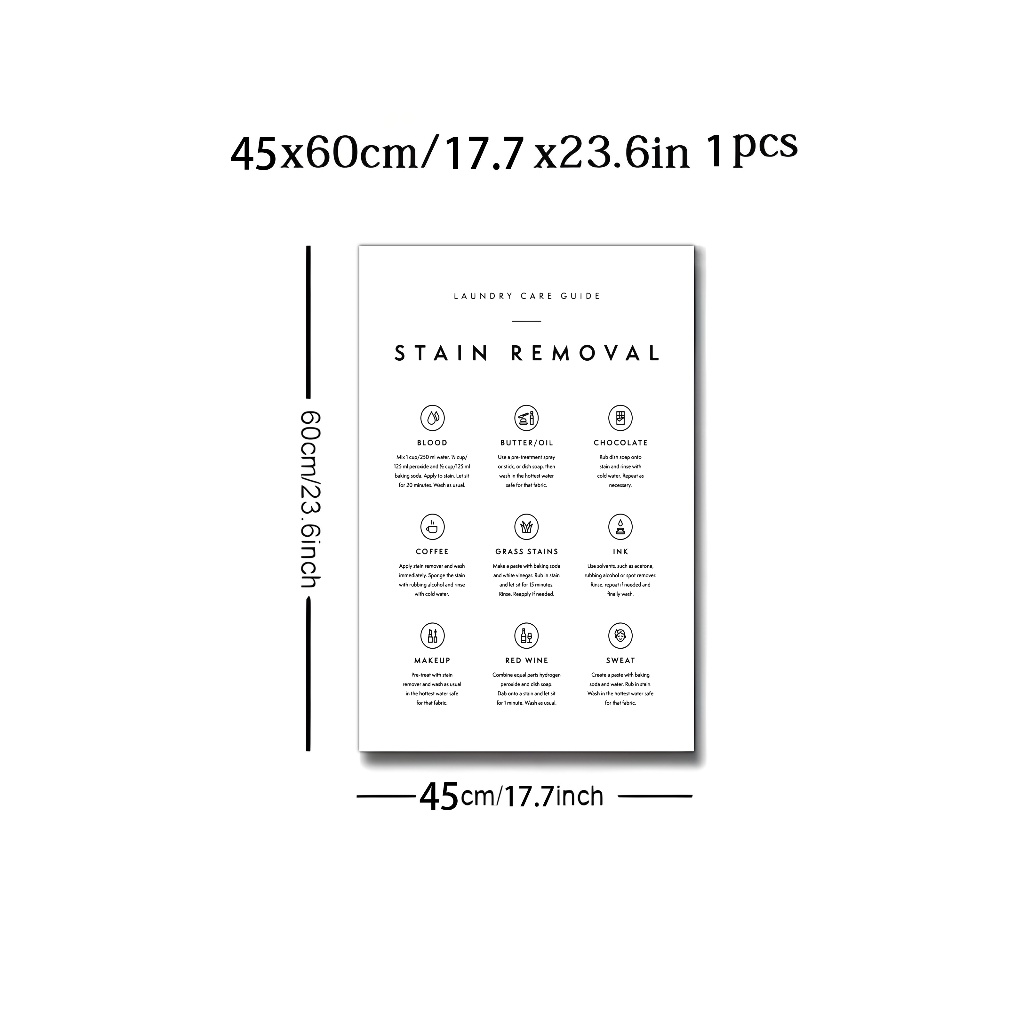 45x60cm/17.7 x23.6in 1pcs
60cm/23.6inch
LAUNDRY CARE GUIDE
STAIN REMOVAL
BLOOD
Mix 1 cup/250 ml water, ½ cup/
125 ml peroxide and ½ cup/125 ml
baking soda. Apply to stain. Let sit
for 20 minutes. Wash as usual.
BUTTER/OIL
Use a pre-treatment spray
or stick, or dish soap, then
wash in the hottest water
safe for that fabric.
CHOCOLATE
Rub dish soap onto
stain and rinse with
cold water. Repeat as
necessary.
COFFEE
Apply stain remover and wash
immediately. Sponge the stain
with rubbing alcohol and rinse
with cold water.
GRASS STAINS
Make a paste with baking soda
and white vinegar. Rub in stain
and let sit for 15 minutes.
Rinse. Reapply if needed.
INK
Use solvents, such as acetone,
rubbing alcohol or spot removes
Rinse, repeat if needed and
finally wash.
MAKEUP
Pre-treat with stain
remover and wash as usual
in the hottest water safe
for that fabric.
RED WINE
Combine equal parts hydrogen
peroxide and dish soap.
Dab onto a stain and let sit
for 1 minute. Wash as usual.
SWEAT
Create a paste with baking
soda and water. Rub in stain
Wash in the hottest water safe
for that fabric.
45cm/17.7inch